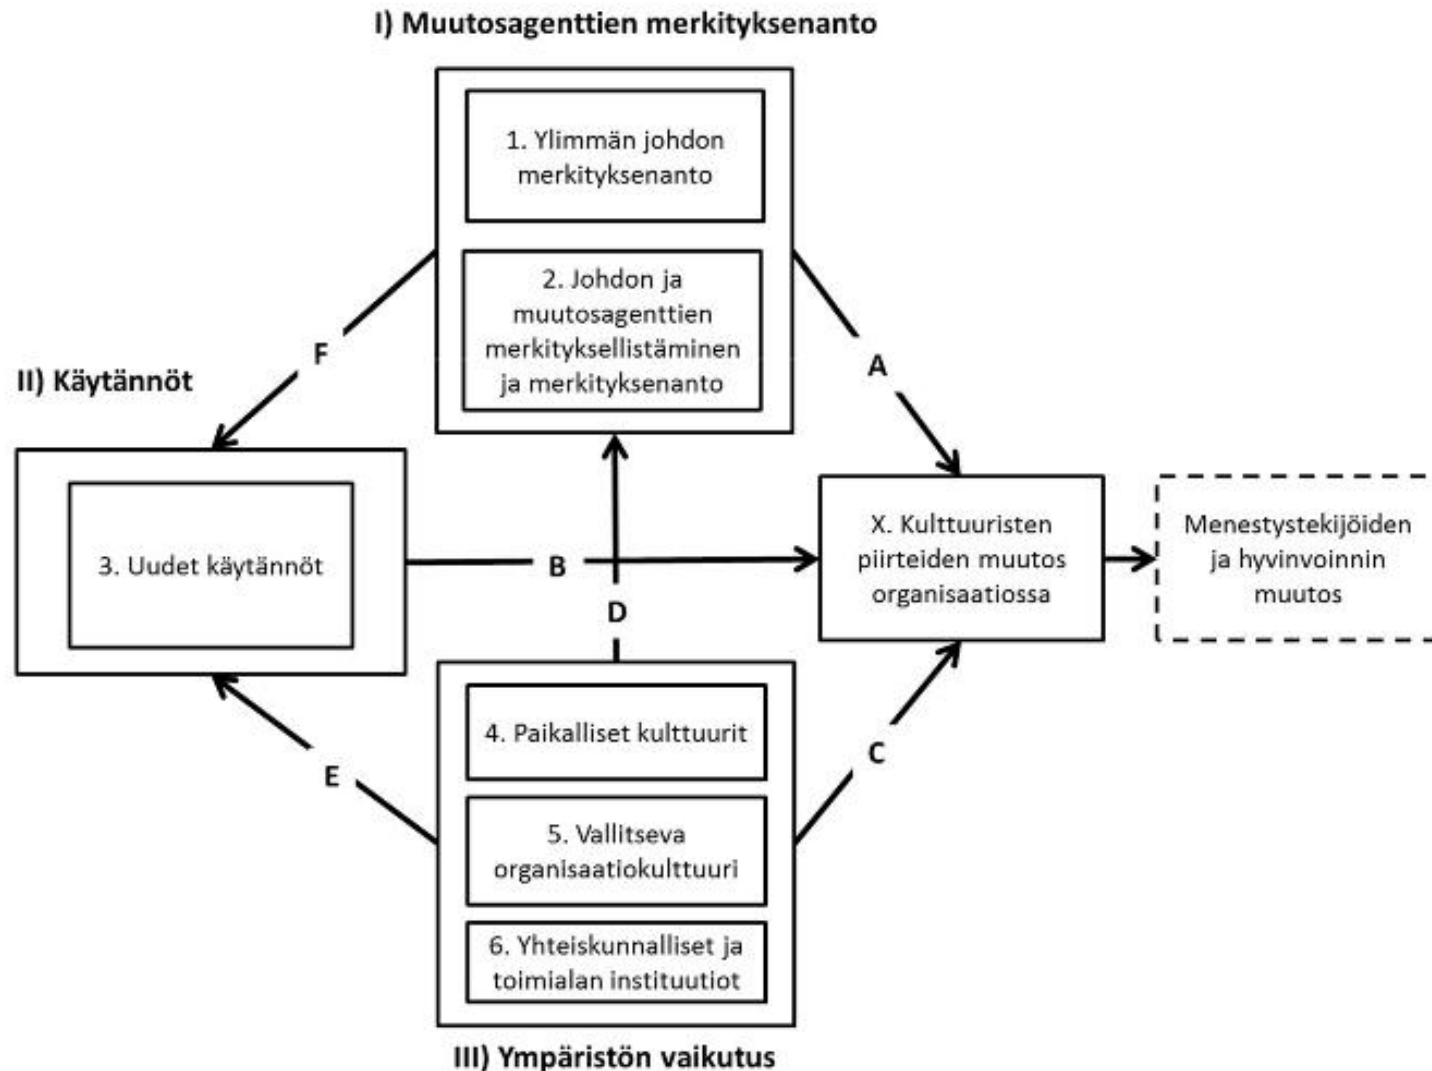 I) Muutosagenttien merkityksenanto
1. Ylimmän johdon
merkityksenanto
2. Johdon ja
muutosagenttien
merkityksellistäminen
ja merkityksenanto
F
A
II) Käytännöt
3. Uudet käytännöt
B
D
X. Kulttuuristen
piirteiden muutos
organisaatiossa
Menestystekijöiden
ja hyvinvoinnin
muutos
E
C
4. Paikalliset kulttuurit
5. Vallitseva
organisaatiokulttuuri
6. Yhteiskunnalliset ja
toimialan instituutiot
III) Ympäristön vaikutus